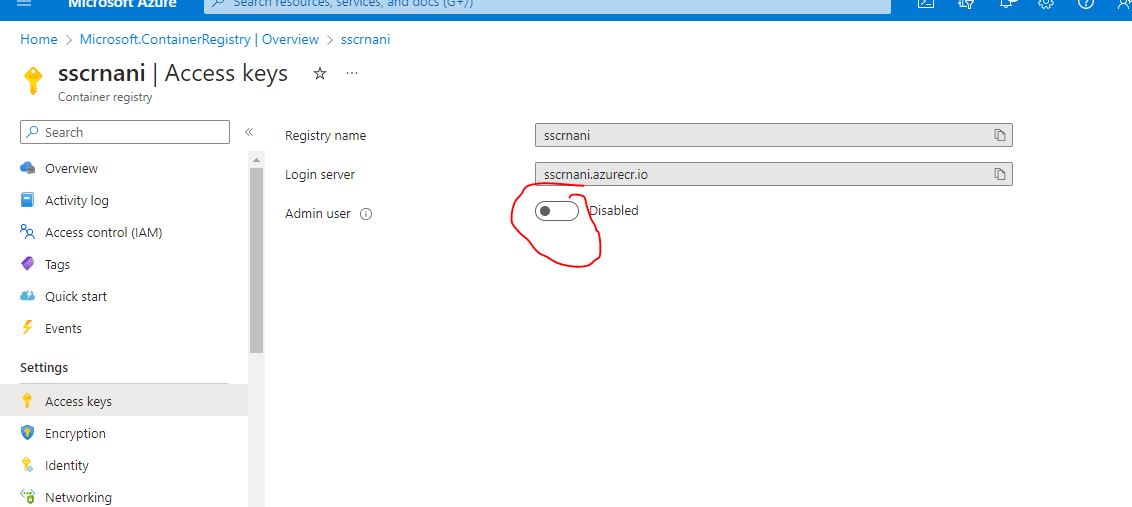 Microsoft Azure
Search resources, services, and docs (G+/)
Home > Microsoft.ContainerRegistry | Overview > sscrnani
sscrnani | Access keys
Container registry
Search
Overview
Activity log
Access control (IAM)
Tags
Quick start
Events
Settings
Access keys
Encryption
Identity
Networking
Registry name
sscrnani
Login server
sscrnani.azurecr.io
Admin user
Disabled